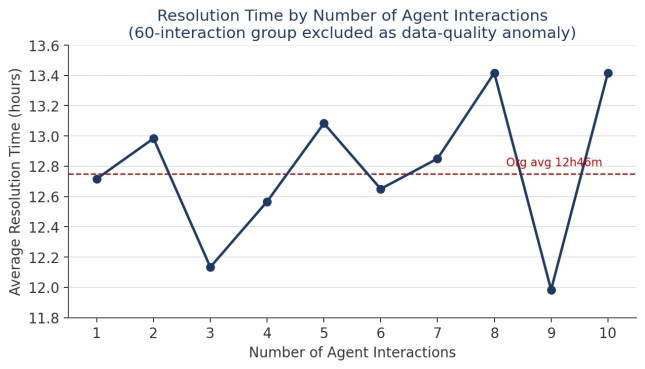 Resolution Time by Number of Agent Interactions
(60-interaction group excluded as data-quality anomaly)
Average Resolution Time (hours)
13.6
13.4
13.2
13.0
12.8
12.6
12.4
12.2
12.0
11.8
Org avg 12h46m
1 2 3 4 5 6 7 8 9 10
Number of Agent Interactions